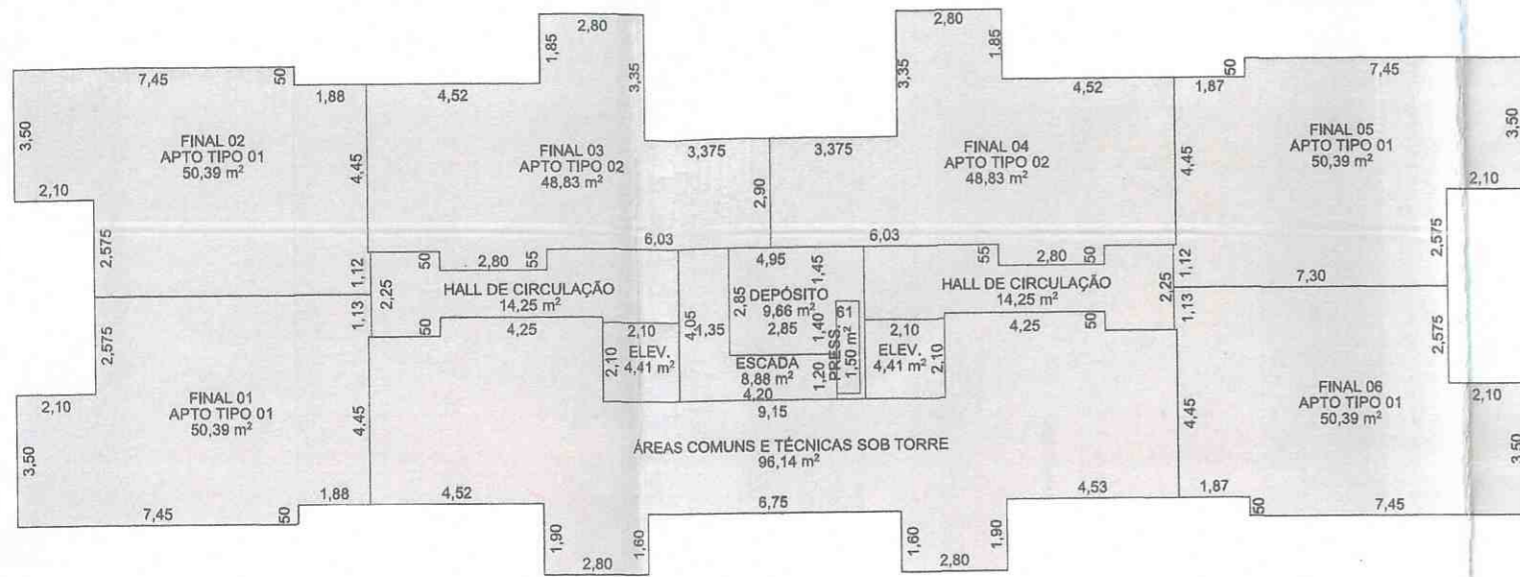 2,80
2,80
1,85
1,85
7,45
50
3,35
3,35
50
7,45
1,88
4,52
4,52
1,87
3,50
FINAL 02
APTO TIPO 01
50,39 m²
4,45
FINAL 03
APTO TIPO 02
48,83 m²
3,375
3,375
2,90
FINAL 04
APTO TIPO 02
48,83 m²
4,45
FINAL 05
APTO TIPO 01
50,39 m²
3,50
2,10
2,10
2,575
1,12
50
2,80
55
6,03
6,03
4,95
1,45
55
2,80
50
1,12
2,575
2,25
HALL DE CIRCULAÇÃO
14,25 m²
2,85
DEPÓSITO
9,66 m²
2,85
HALL DE CIRCULAÇÃO
14,25 m²
2,25
7,30
1,13
50
4,25
2,10
4,05
1,35
1,40
61
PRESS.
1,50 m²
2,10
4,25
50
1,13
2,575
2,575
2,10
ELEV.
4,41 m²
ESCADA
8,88 m²
4,20
1,20
ELEV.
4,41 m²
2,10
2,10
FINAL 01
APTO TIPO 01
50,39 m²
4,45
9,15
4,45
FINAL 06
APTO TIPO 01
50,39 m²
2,10
3,50
ÁREAS COMUNS E TÉCNICAS SOB TORRE
96,14 m²
3,50
1,88
4,52
6,75
4,53
1,87
7,45
50
1,90
1,60
1,60
1,90
50
7,45
2,80
2,80